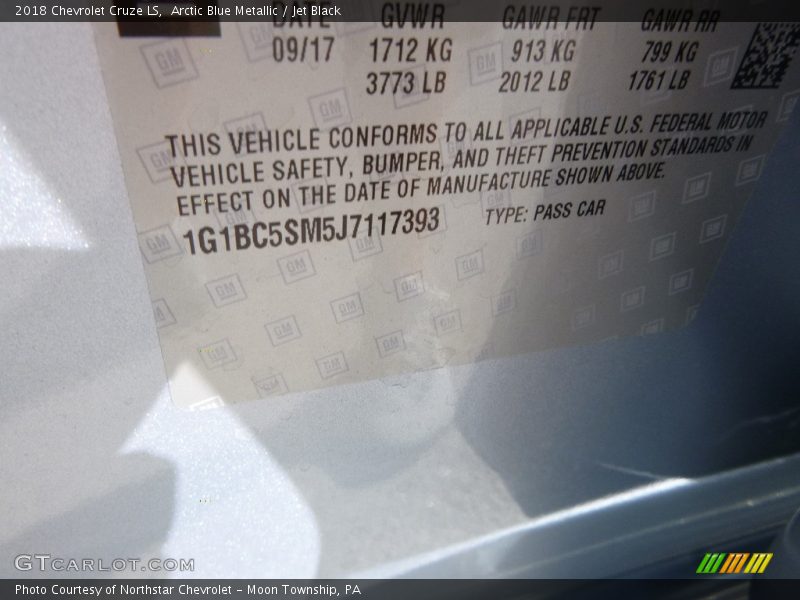 2018 Chevrolet Cruze LS, Arctic Blue Metallic / Jet Black
DATE GVWR GAWR FRT GAWR RR
09/17 1712 KG 913 KG 799 KG
3773 LB 2012 LB 1761 LB
THIS VEHICLE CONFORMS TO ALL APPLICABLE U.S. FEDERAL MOTOR
VEHICLE SAFETY, BUMPER, AND THEFT PREVENTION STANDARDS IN
EFFECT ON THE DATE OF MANUFACTURE SHOWN ABOVE.
1G1BC5SM5J7117393 TYPE: PASS CAR
GTCARLOT.COM
Photo Courtesy of Northstar Chevrolet - Moon Township, PA